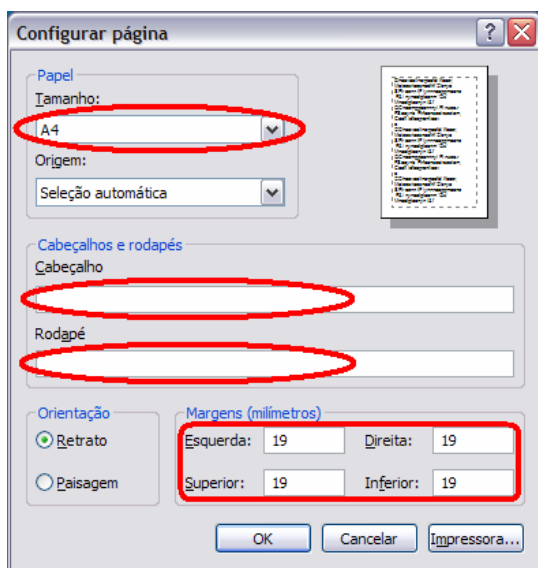 Configurar página
Papel
Tamanho:
A4
Origem:
Seleção automática
Cabeçalhos e rodapés
Cabeçalho
Rodapé
Orientação
Retrato
Paisagem
Margens (milímetros)
Esquerda: 19 Direita: 19
Superior: 19 Inferior: 19
OK Cancelar Impressora...